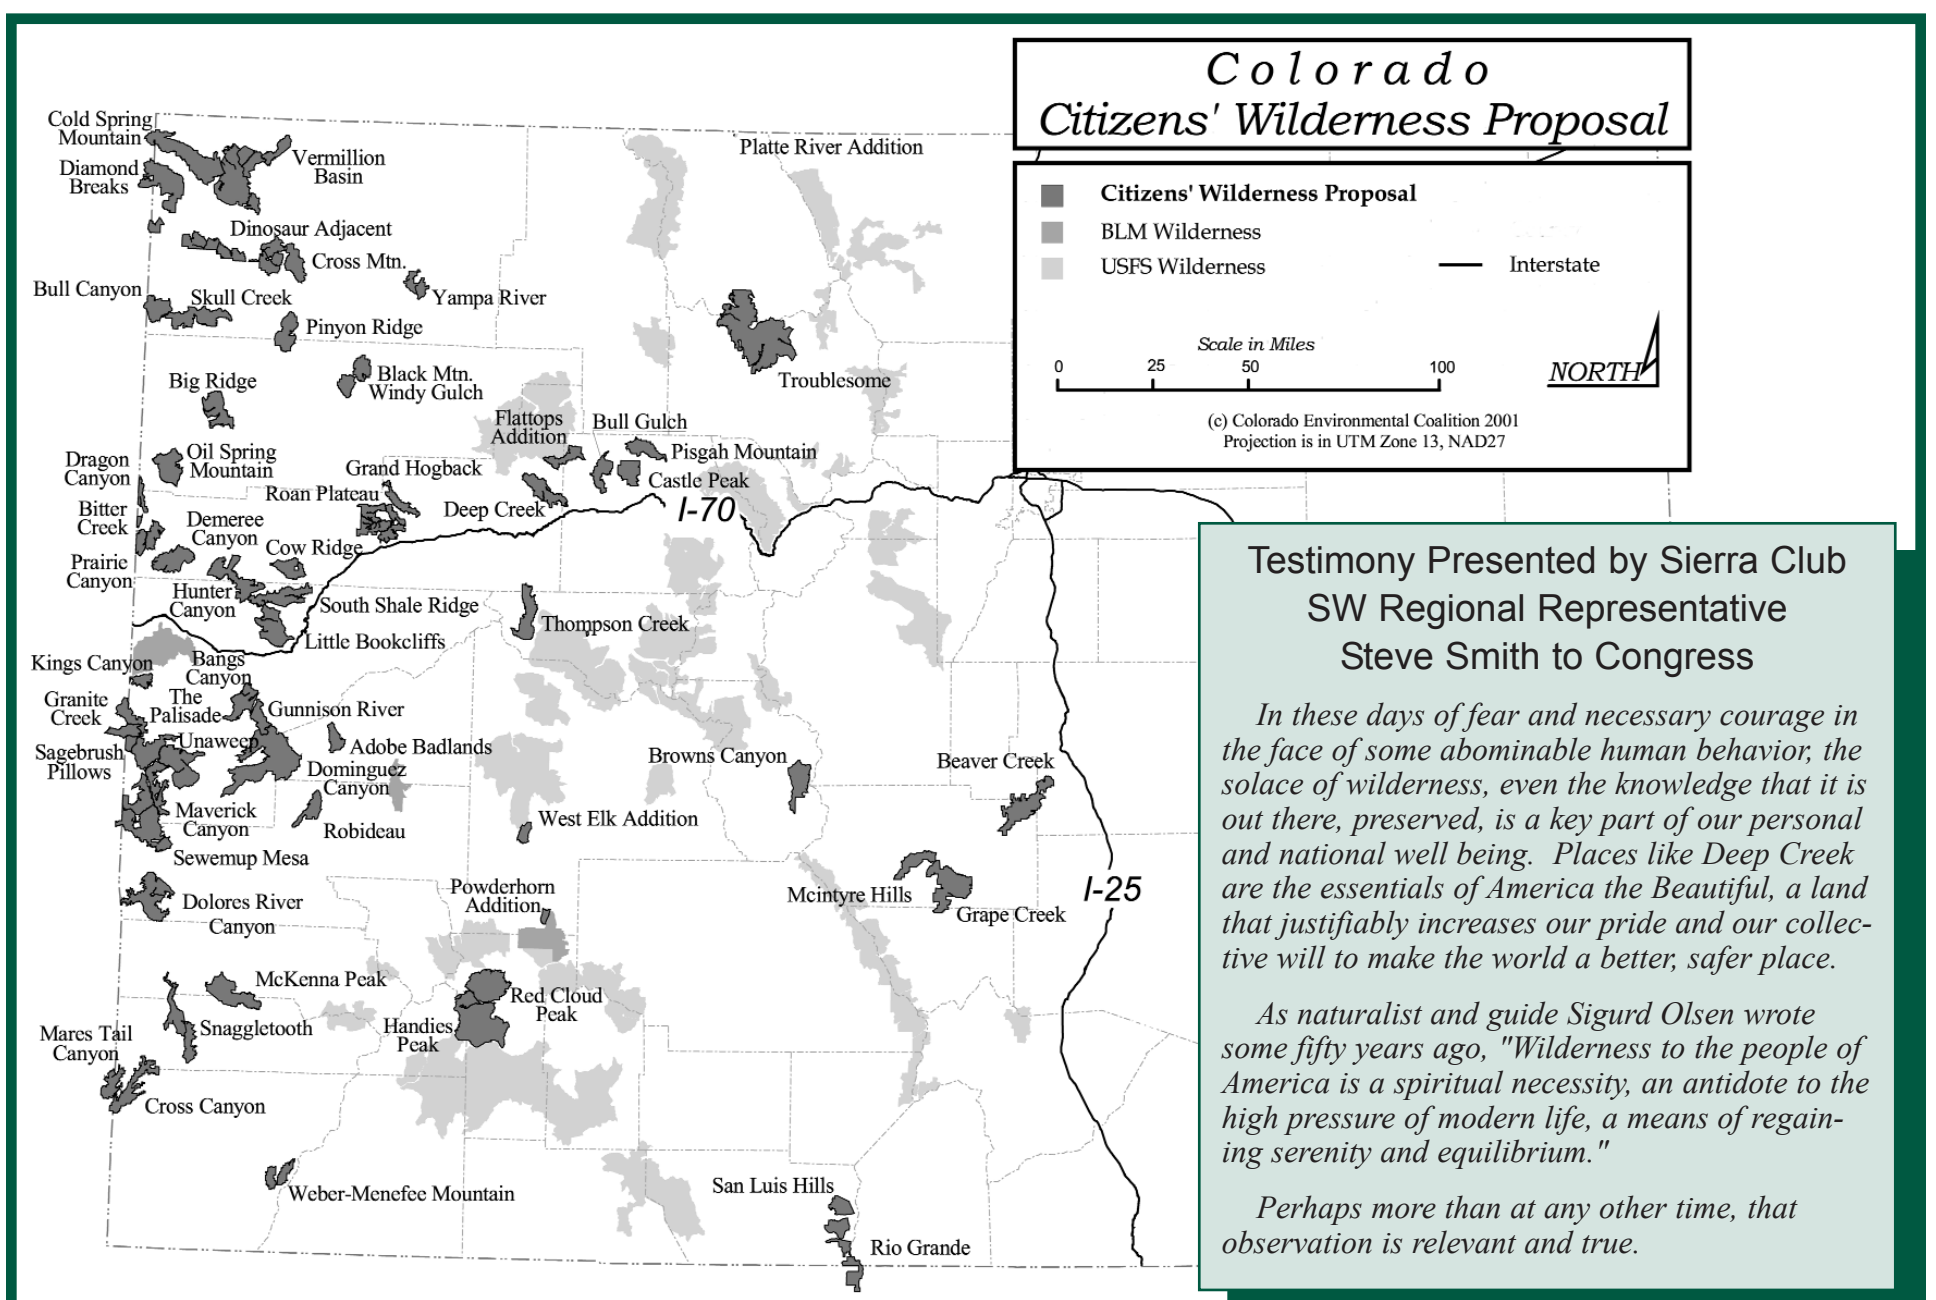 Colorado
Citizens' Wilderness Proposal
Citizens' Wilderness Proposal
BLM Wilderness
USFS Wilderness
Interstate
Scale in Miles
0 25 50 100
NORTH
(c) Colorado Environmental Coalition 2001
Projection is in UTM Zone 13, NAD27
Cold Spring
Mountain
Vermillion
Basin
Diamond
Breaks
Platte River Addition
Dinosaur Adjacent
Cross Mtn.
Bull Canyon
Skull Creek
Yampa River
Pinyon Ridge
Black Mtn.
Windy Gulch
Big Ridge
Troublesome
Flattops
Addition
Bull Gulch
Pisgah Mountain
Castle Peak
Oil Spring
Mountain
Dragon
Canyon
Grand Hogback
Roan Plateau
Deep Creek
I-70
Bitter
Creek
Demeree
Canyon
Cow Ridge
Prairie
Canyon
Hunter
Canyon
South Shale Ridge
Thompson Creek
Little Bookcliffs
Kings Canyon
Bangs
Canyon
Granite
Creek
The
Palisade
Gunnison River
Unaweep
Sagebrush
Pillows
Adobe Badlands
Dominguez
Canyon
Browns Canyon
Beaver Creek
Maverick
Canyon
Robideau
West Elk Addition
Sewemup Mesa
Powderhorn
Addition
Mcintyre Hills
I-25
Grape Creek
Dolores River
Canyon
McKenna Peak
Red Cloud
Peak
Handies
Peak
Snaggletooth
Mares Tail
Canyon
Cross Canyon
Weber-Menefee Mountain
San Luis Hills
Rio Grande
Testimony Presented by Sierra Club
SW Regional Representative
Steve Smith to Congress
In these days of fear and necessary courage in
the face of some abominable human behavior, the
solace of wilderness, even the knowledge that it is
out there, preserved, is a key part of our personal
and national well being.  Places like Deep Creek
are the essentials of America the Beautiful, a land
that justifiably increases our pride and our collec-
tive will to make the world a better, safer place.
As naturalist and guide Sigurd Olsen wrote
some fifty years ago, "Wilderness to the people of
America is a spiritual necessity, an antidote to the
high pressure of modern life, a means of regain-
ing serenity and equilibrium."
Perhaps more than at any other time, that
observation is relevant and true.